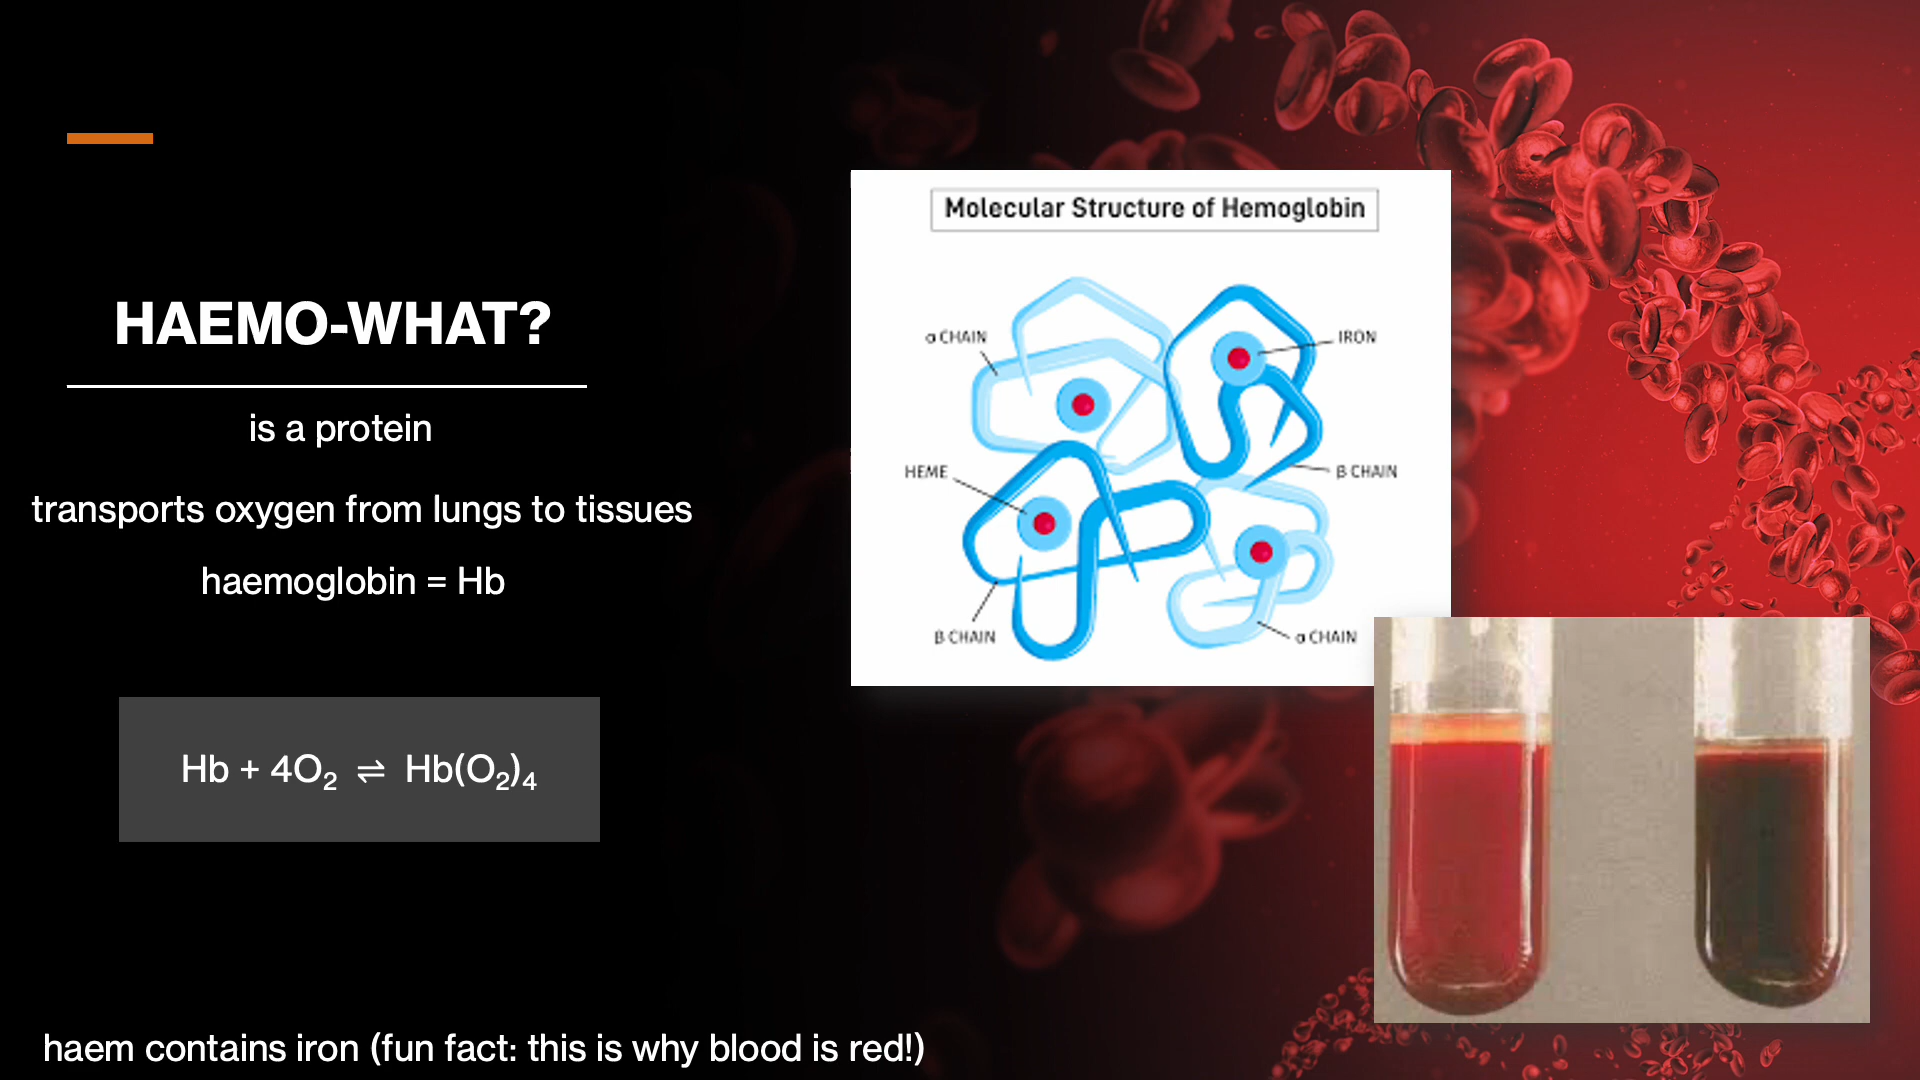 HAEMO-WHAT?
is a protein
transports oxygen from lungs to tissues
haemoglobin = Hb
Hb + 4O₂ ⇌ Hb(O₂)₄
haem contains iron (fun fact: this is why blood is red!)
Molecular Structure of Hemoglobin
α CHAIN
IRON
HEME
β CHAIN
β CHAIN
α CHAIN